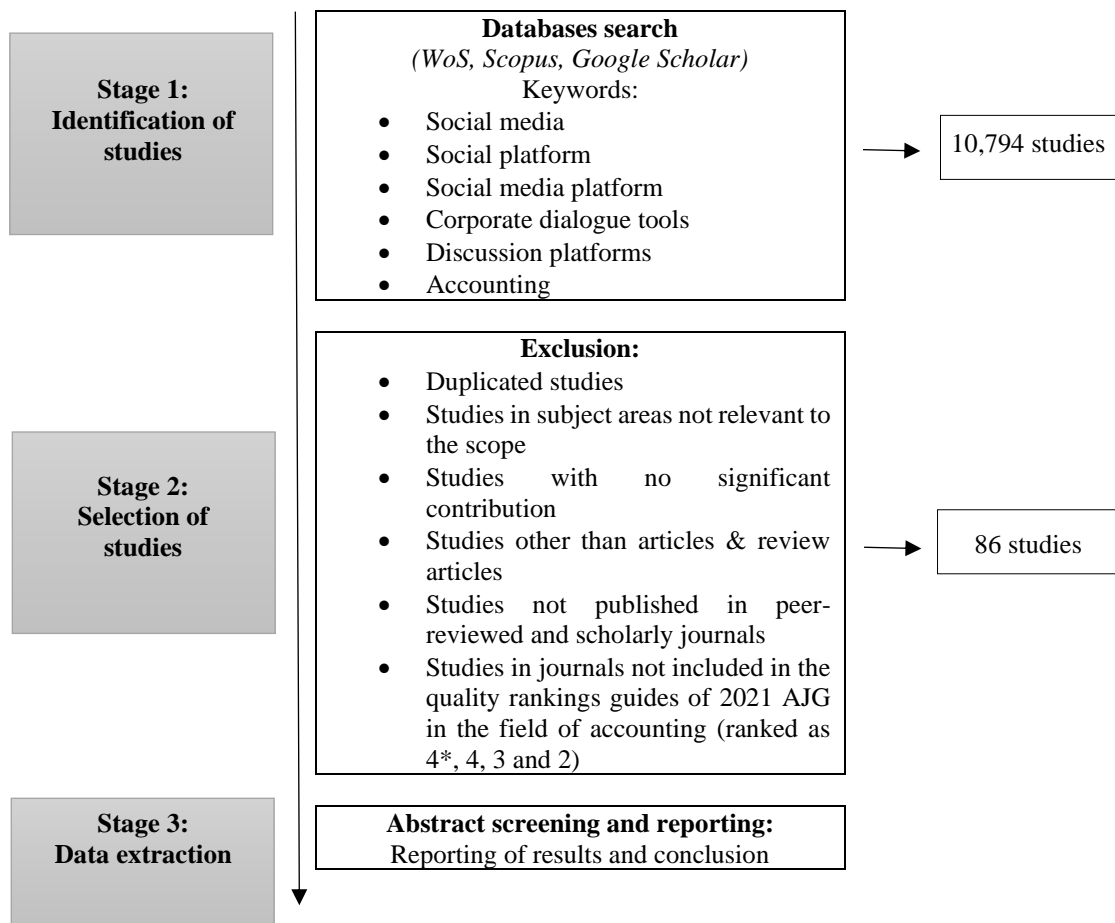 Stage 1:
Identification of
studies
Databases search
(WoS, Scopus, Google Scholar)
Keywords:
• Social media
• Social platform
• Social media platform
• Corporate dialogue tools
• Discussion platforms
• Accounting
10,794 studies
Stage 2:
Selection of
studies
Exclusion:
• Duplicated studies
• Studies in subject areas not relevant to
the scope
• Studies with no significant
contribution
• Studies other than articles & review
articles
• Studies not published in peer-
reviewed and scholarly journals
• Studies in journals not included in the
quality rankings guides of 2021 AJG
in the field of accounting (ranked as
4*, 4, 3 and 2)
86 studies
Stage 3:
Data extraction
Abstract screening and reporting:
Reporting of results and conclusion